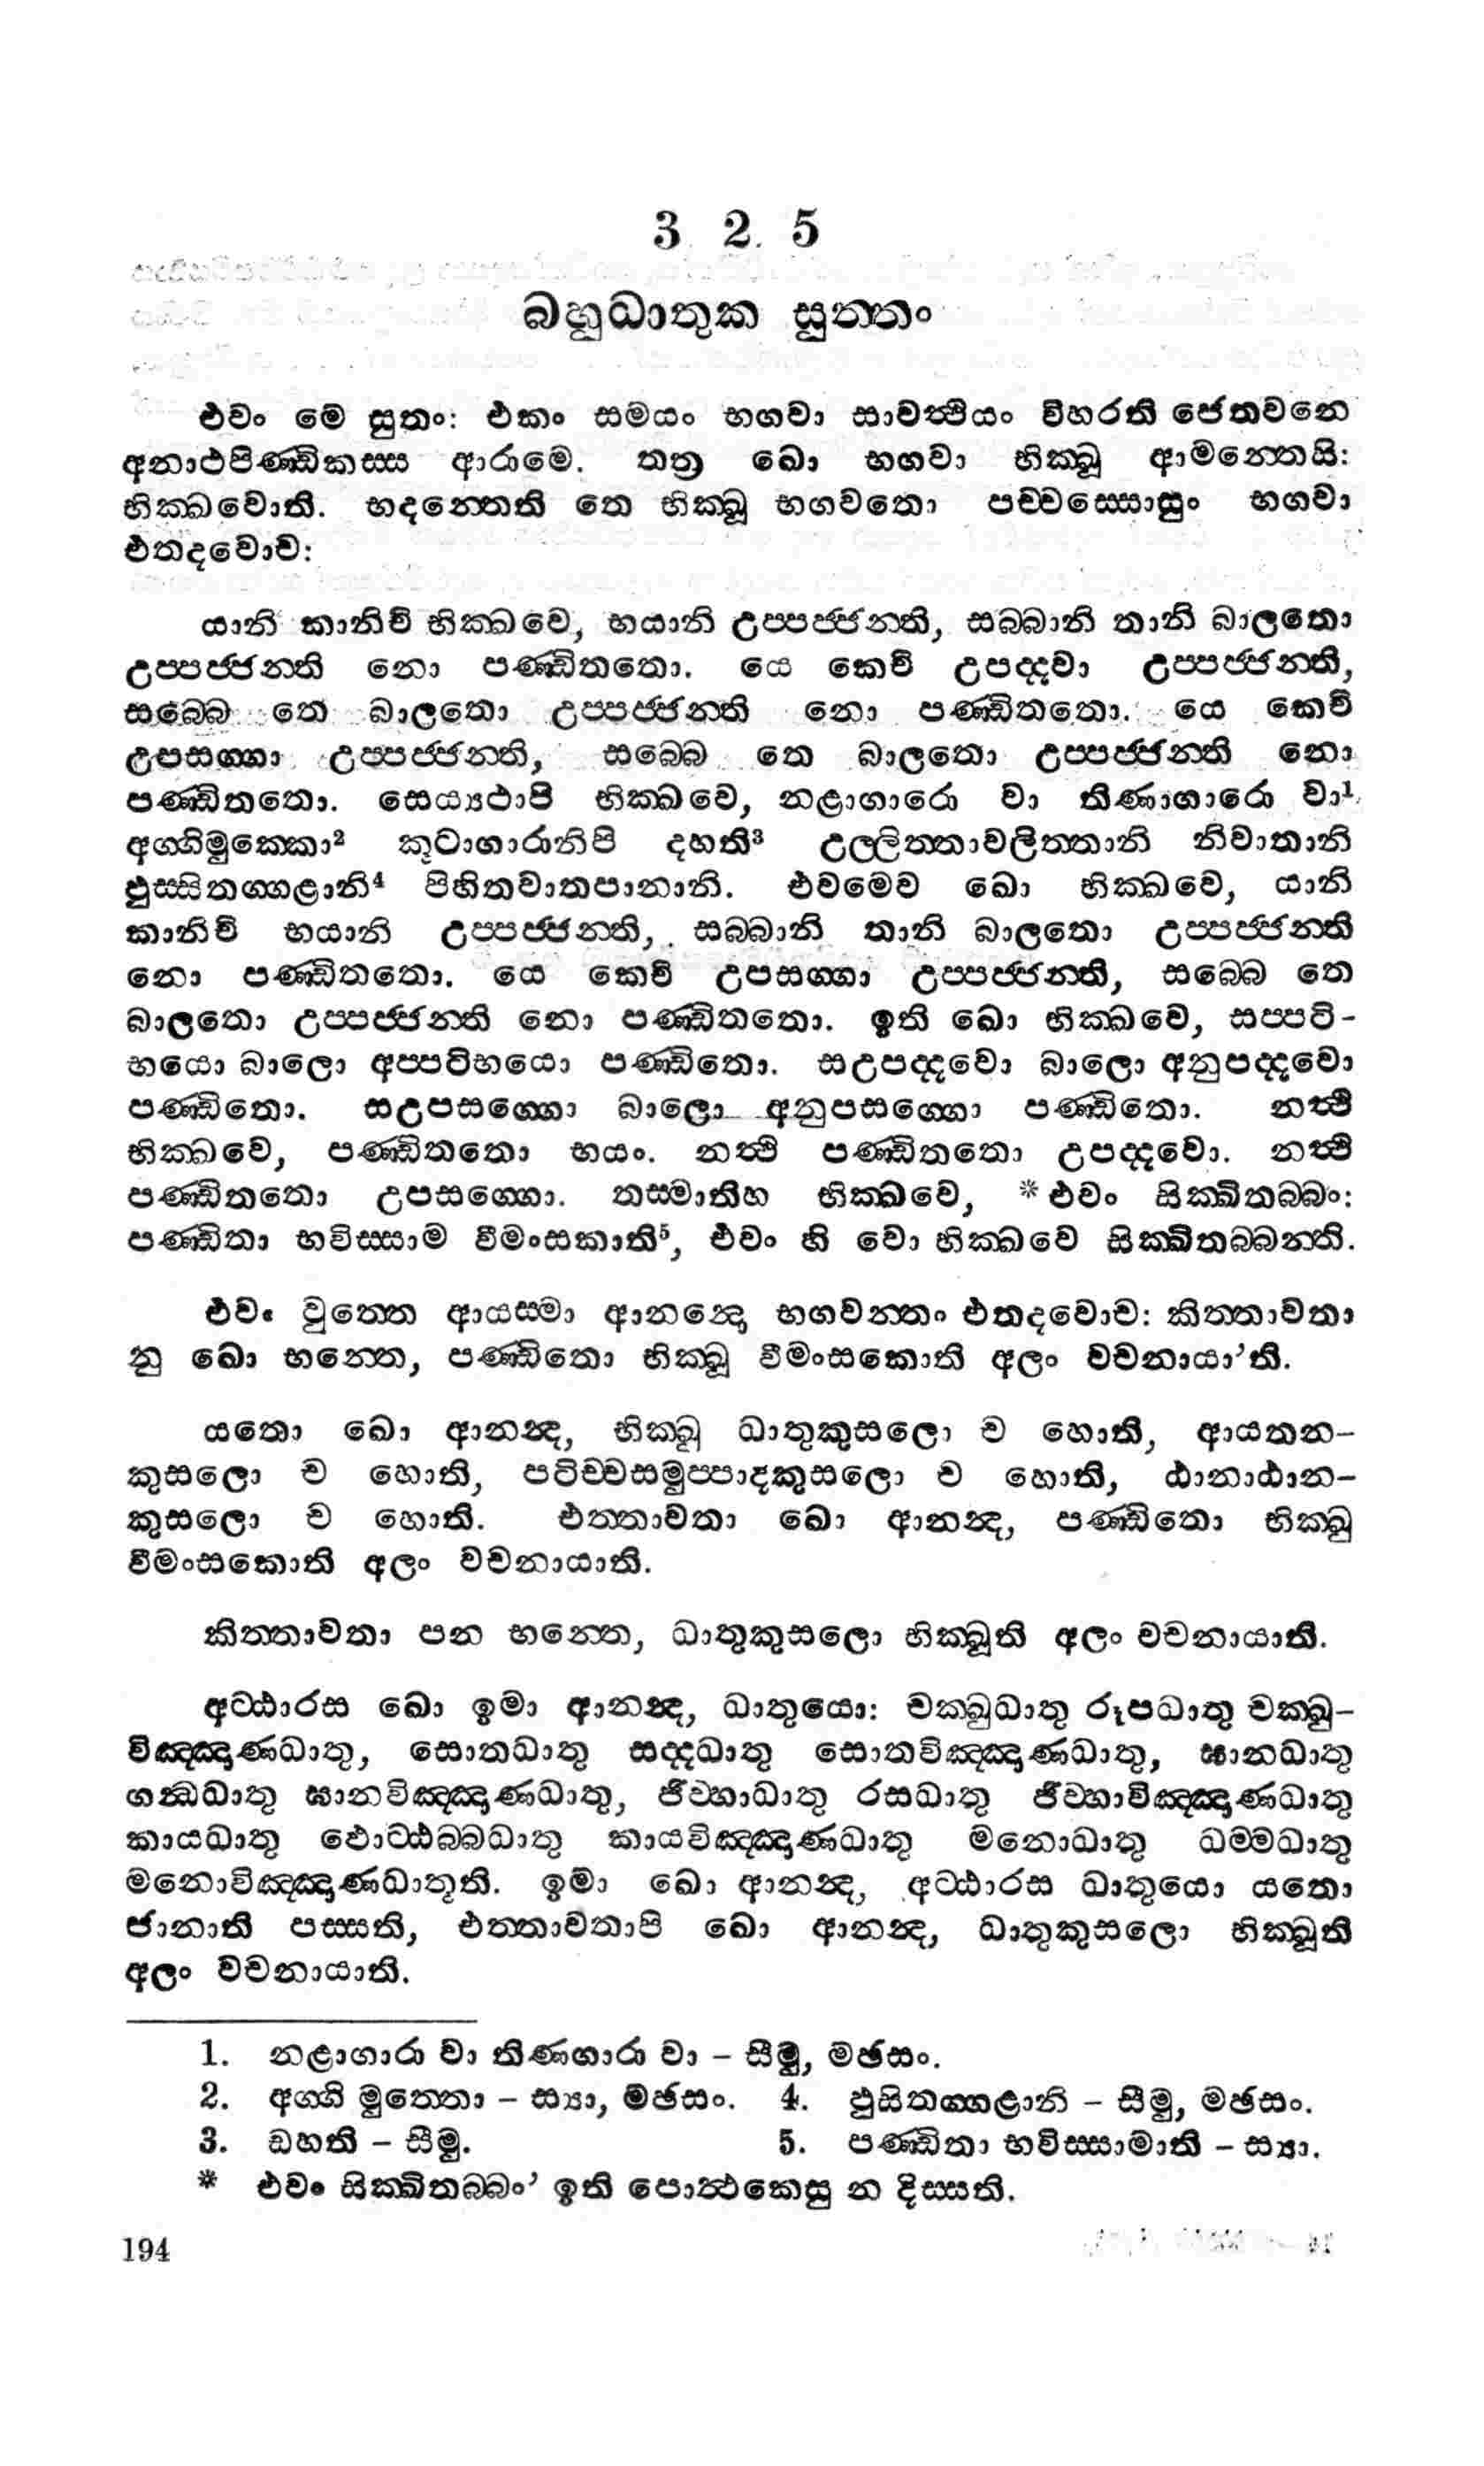 3. 2. 5
බහුධාතුක සුත්තං
එවං මෙ සුතං: එකං සමයං භගවා සාවත්ථියං විහරති ජෙතවනෙ
අනාථපිණ්ඩිකස්ස ආරාමෙ. තත්‍ර ඛො භගවා භික්ඛූ ආමන්තෙයි:
භික්ඛවොති. භදන්තෙති තෙ භික්ඛූ භගවතො පච්චස්සොසුං භගවා
එතදවොච:
යානි කානිචි භික්ඛවෙ, භයානි උප්පජ්ජන්ති, සබ්බානි තානි බාලතො
උප්පජ්ජන්ති නො පණ්ඩිතතො. යෙ කෙචි උපද්දවා උප්පජ්ජන්ති,
සබ්බෙ තෙ බාලතො උප්පජ්ජන්ති නො පණ්ඩිතතො. යෙ කෙචි
උපසග්ගා උප්පජ්ජන්ති, සබ්බෙ තෙ බාලතො උප්පජ්ජන්ති නො
පණ්ඩිතතො. සෙය්‍යථාපි භික්ඛවෙ, නළාගාරො වා තිණාගාරො වා1
අග්ගිමුක්කො2 කූටාගාරානිපි දහති3 උල්ලිත්තාවලිත්තානි නිවාතානි
ඵුස්සිතග්ගළානි4 පිහිතවාතපානානි. එවමෙව ඛො භික්ඛවෙ, යානි
කානිචි භයානි උප්පජ්ජන්ති, සබ්බානි තානි බාලතො උප්පජ්ජන්ති
නො පණ්ඩිතතො. යෙ කෙචි උපසග්ගා උප්පජ්ජන්ති, සබ්බෙ තෙ
බාලතො උප්පජ්ජන්ති නො පණ්ඩිතතො. ඉති ඛො භික්ඛවෙ, සප්පටි-
භයො බාලො අප්පටිභයො පණ්ඩිතො. සඋපද්දවො බාලො අනුපද්දවො
පණ්ඩිතො. සඋපසග්ගො බාලො අනුපසග්ගො පණ්ඩිතො. නත්ථි
භික්ඛවෙ, පණ්ඩිතතො භයං. නත්ථි පණ්ඩිතතො උපද්දවො. නත්ථි
පණ්ඩිතතො උපසග්ගො. තස්මාතිහ භික්ඛවෙ, *එවං සික්ඛිතබ්බං:
පණ්ඩිතා භවිස්සාම වීමංසකාති5, එවං හි වො භික්ඛවෙ සික්ඛිතබ්බන්ති.
එවං වුත්තෙ ආයස්මා ආනන්දො භගවන්තං එතදවොච: කිත්තාවතා
නු ඛො භන්තෙ, පණ්ඩිතො භික්ඛූ වීමංසකොති අලං වචනායා'ති.
යතො ඛො ආනන්ද, භික්ඛු ධාතුකුසලො ච හොති, ආයතන-
කුසලො ච හොති, පටිච්චසමුප්පාදකුසලො ච හොති, ඨානාඨාන-
කුසලො ච හොති. එත්තාවතා ඛො ආනන්ද, පණ්ඩිතො භික්ඛු
වීමංසකොති අලං වචනායාති.
කිත්තාවතා පන භන්තෙ, ධාතුකුසලො භික්ඛූති අලං වචනායාති.
අට්ඨාරස ඛො ඉමා ආනන්ද, ධාතුයො: චක්ඛුධාතු රූපධාතු චක්ඛු-
විඤ්ඤාණධාතු, සොතධාතු සද්දධාතු සොතවිඤ්ඤාණධාතු, ඝානධාතු
ගන්ධධාතු ඝානවිඤ්ඤාණධාතු, ජිව්හාධාතු රසධාතු ජිව්හාවිඤ්ඤාණධාතු
කායධාතු ඵොට්ඨබ්බධාතු කායවිඤ්ඤාණධාතු මනොධාතු ධම්මධාතු
මනොවිඤ්ඤාණධාතූති. ඉමා ඛො ආනන්ද, අට්ඨාරස ධාතුයො යතො
ජානාති පස්සති, එත්තාවතාපි ඛො ආනන්ද, ධාතුකුසලො භික්ඛූති
අලං වචනායාති.
1. නළාගාරා වා තිණගාරා වා – සීමු, මඡසං.
2. අග්ගි මුත්තො – ස්‍යා, මඡසං. 4. ඵුසිතග්ගළානි – සීමු, මඡසං.
3. ඩහති – සීමු. 5. පණ්ඩිතා භවිස්සාමාති – ස්‍යා.
* එවං සික්ඛිතබ්බං' ඉති පොත්ථකෙසු න දිස්සති.
194